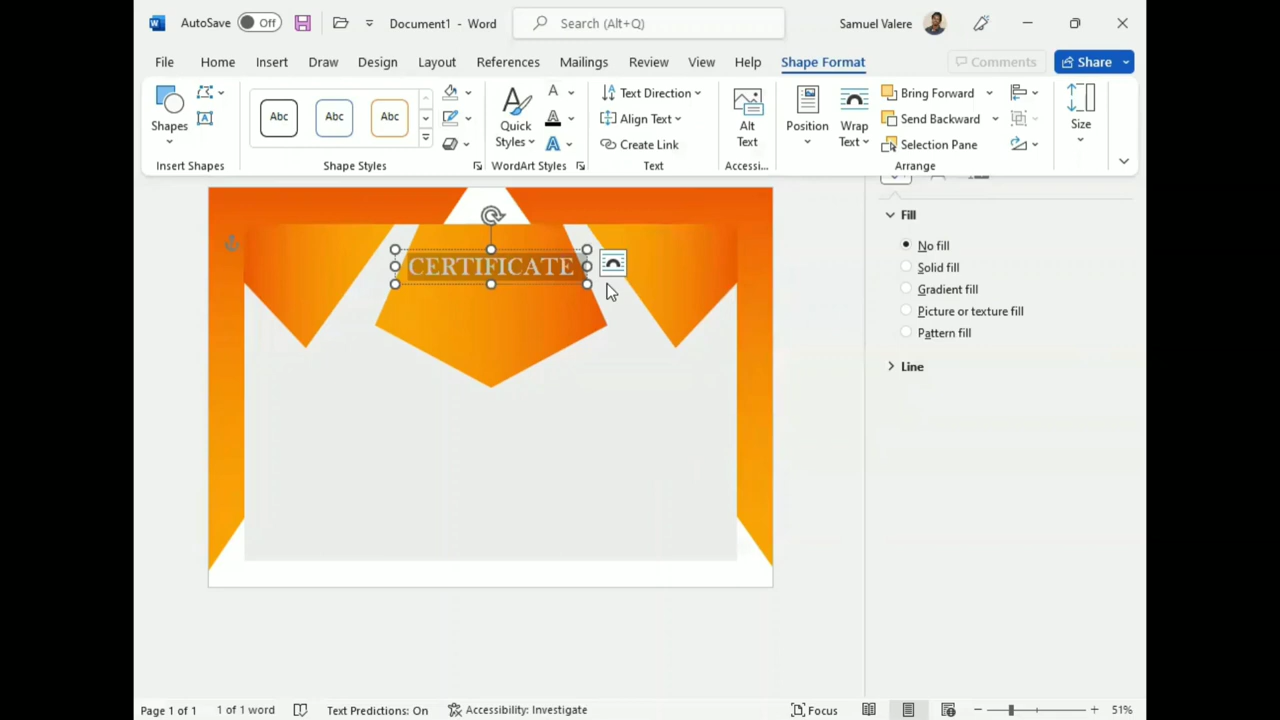 AutoSave Off Document1 - Word Search (Alt+Q) Samuel Valere
File Home Insert Draw Design Layout References Mailings Review View Help Shape Format Comments Share
Shapes
Insert Shapes
Abc Abc Abc
Shape Styles
Quick Styles
A A A
WordArt Styles
Text Direction
Align Text
Create Link
Text
Alt Text
Accessi...
Position
Wrap Text
Bring Forward
Send Backward
Selection Pane
Arrange
Size
CERTIFICATE
Fill
No fill
Solid fill
Gradient fill
Picture or texture fill
Pattern fill
Line
Page 1 of 1 1 of 1 word Text Predictions: On Accessibility: Investigate Focus 51%